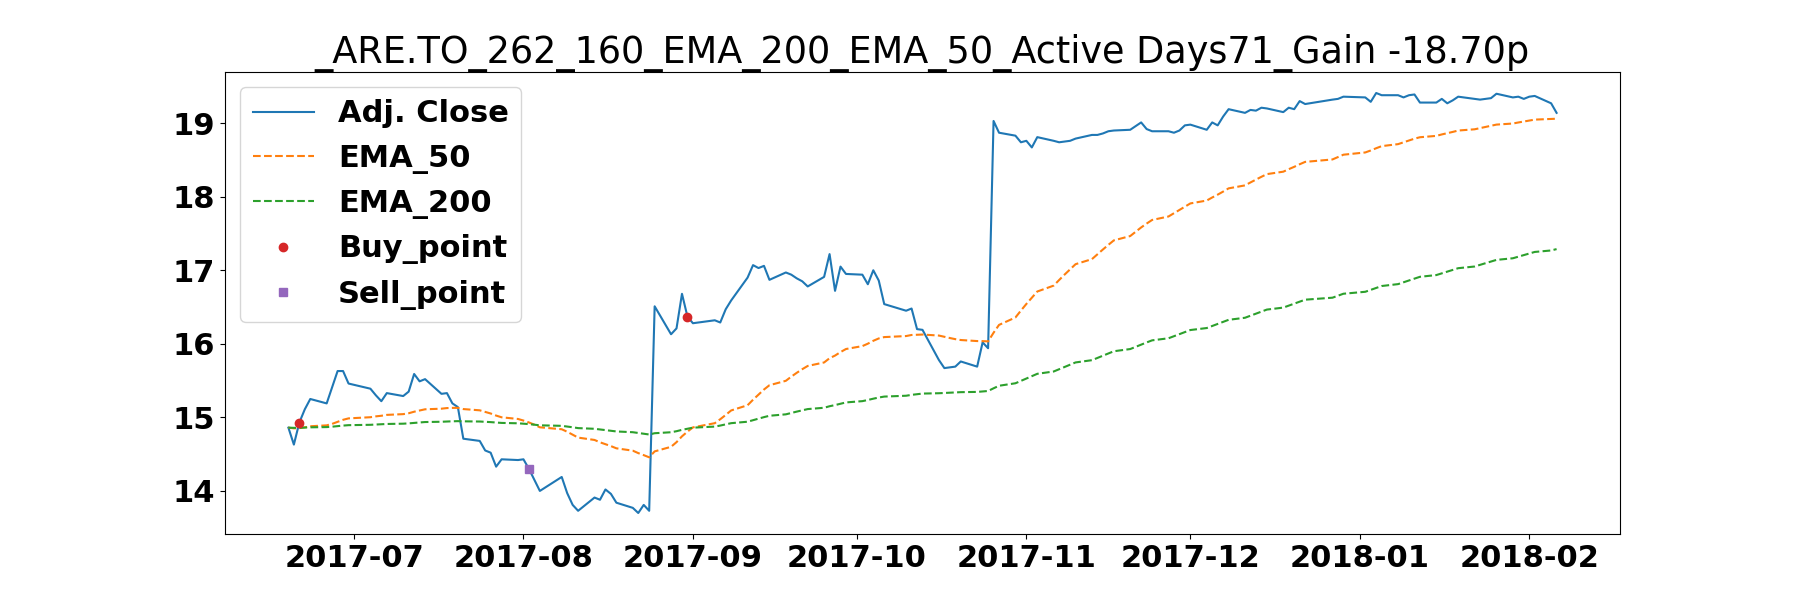 _ARE.TO_262_160_EMA_200_EMA_50_Active Days71_Gain -18.70p
Adj. Close
EMA_50
EMA_200
Buy_point
Sell_point
19
18
17
16
15
14
2017-07 2017-08 2017-09 2017-10 2017-11 2017-12 2018-01 2018-02